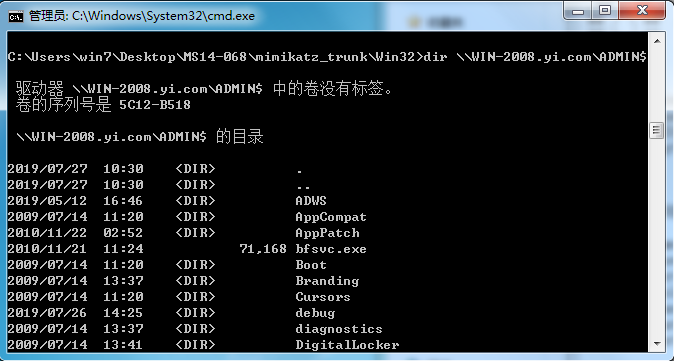 管理员: C:\Windows\System32\cmd.exe
C:\Users\win7\Desktop\MS14-068\mimikatz_trunk\Win32>dir \\WIN-2008.yi.com\ADMIN$
驱动器 \\WIN-2008.yi.com\ADMIN$ 中的卷没有标签。
卷的序列号是 5C12-B518
\\WIN-2008.yi.com\ADMIN$ 的目录
2019/07/27  10:30    <DIR>          .
2019/07/27  10:30    <DIR>          ..
2019/05/12  16:46    <DIR>          ADWS
2009/07/14  11:20    <DIR>          AppCompat
2010/11/22  02:52    <DIR>          AppPatch
2010/11/21  11:24            71,168 bfsvc.exe
2009/07/14  11:20    <DIR>          Boot
2009/07/14  13:37    <DIR>          Branding
2009/07/14  11:20    <DIR>          Cursors
2019/07/26  14:25    <DIR>          debug
2009/07/14  13:37    <DIR>          diagnostics
2009/07/14  13:41    <DIR>          DigitalLocker